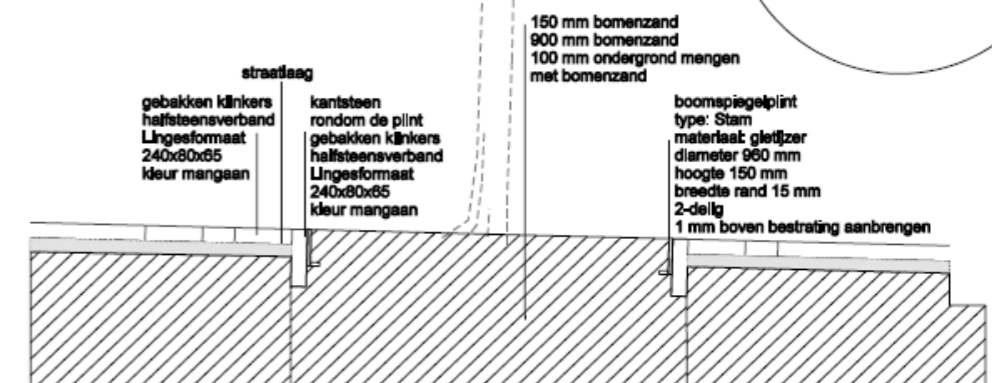 150 mm bomenzand
900 mm bomenzand
100 mm ondergrond mengen
met bomenzand
straatlaag
gebakken klinkers
halfsteensverband
Lingesformaat
240x80x65
kleur mangaan
kantsteen
rondom de plint
gebakken klinkers
halfsteensverband
Lingesformaat
240x80x65
kleur mangaan
boomspiegelplint
type: Stam
materiaal: gietijzer
diameter 960 mm
hoogte 150 mm
breedte rand 15 mm
2-delig
1 mm boven bestrating aanbrengen